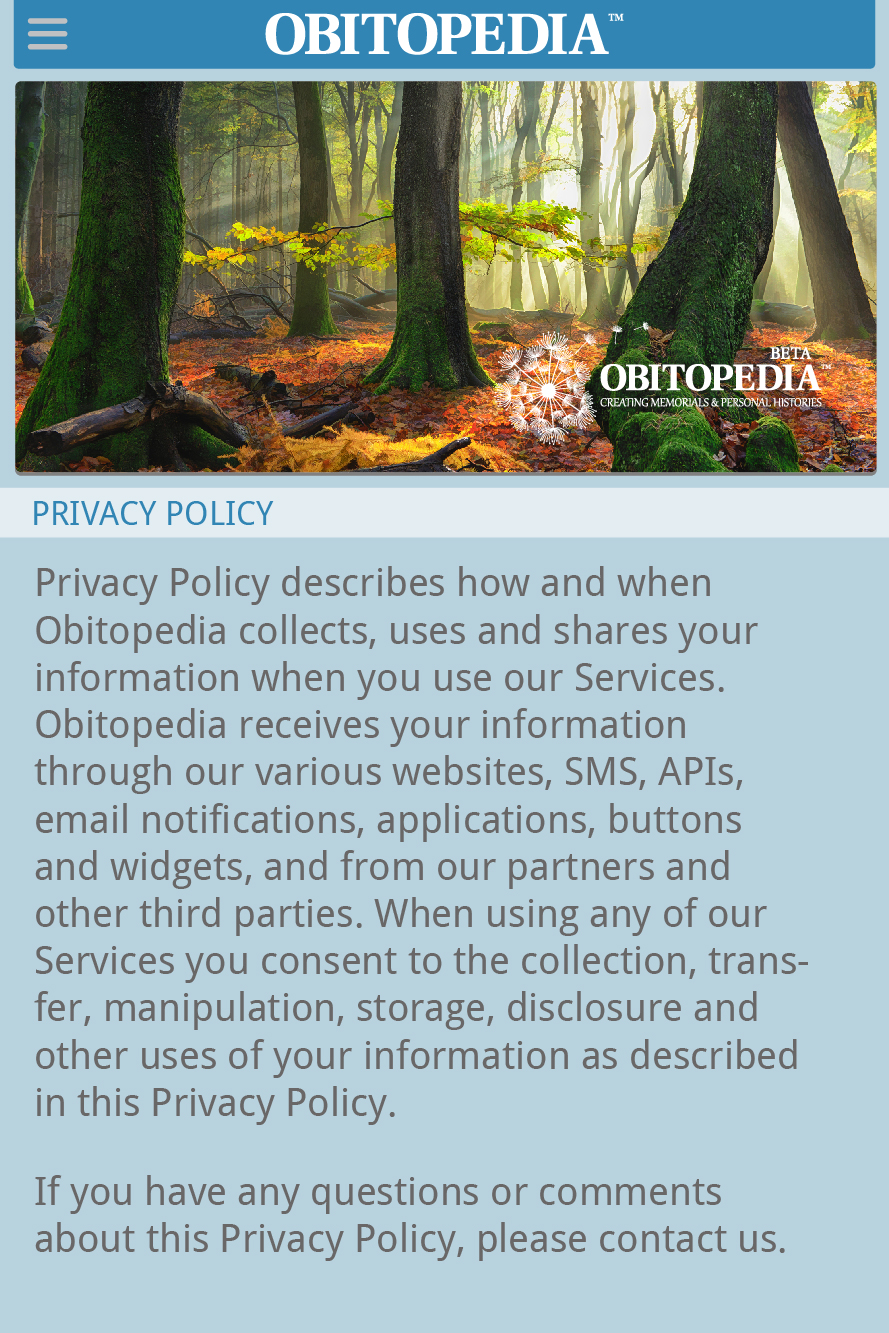 OBITOPEDIA™
BETA
OBITOPEDIA™
CREATING MEMORIALS & PERSONAL HISTORIES
PRIVACY POLICY
Privacy Policy describes how and when
Obitopedia collects, uses and shares your
information when you use our Services.
Obitopedia receives your information
through our various websites, SMS, APIs,
email notifications, applications, buttons
and widgets, and from our partners and
other third parties. When using any of our
Services you consent to the collection, trans-
fer, manipulation, storage, disclosure and
other uses of your information as described
in this Privacy Policy.
If you have any questions or comments
about this Privacy Policy, please contact us.